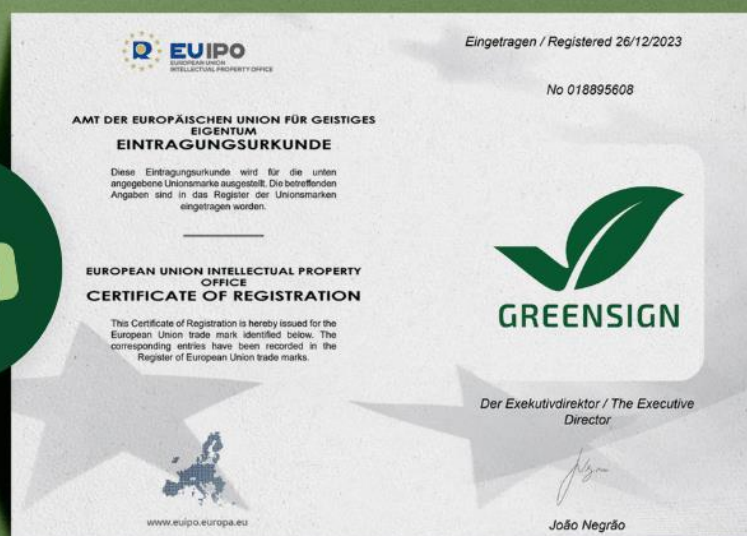 EUIPO
EUROPEAN UNION
INTELLECTUAL PROPERTY OFFICE
AMT DER EUROPÄISCHEN UNION FÜR GEISTIGES
EIGENTUM
EINTRAGUNGSURKUNDE
Diese Eintragungsurkunde wird für die unten
angegebene Unionsmarke ausgestellt. Die betreffenden
Angaben sind in das Register der Unionsmarken
eingetragen worden.
EUROPEAN UNION INTELLECTUAL PROPERTY
OFFICE
CERTIFICATE OF REGISTRATION
This Certificate of Registration is hereby issued for the
European Union trade mark identified below. The
corresponding entries have been recorded in the
Register of European Union trade marks.
www.euipo.europa.eu
Eingetragen / Registered 26/12/2023
No 018895608
GREENSIGN
Der Exekutivdirektor / The Executive
Director
João Negrão